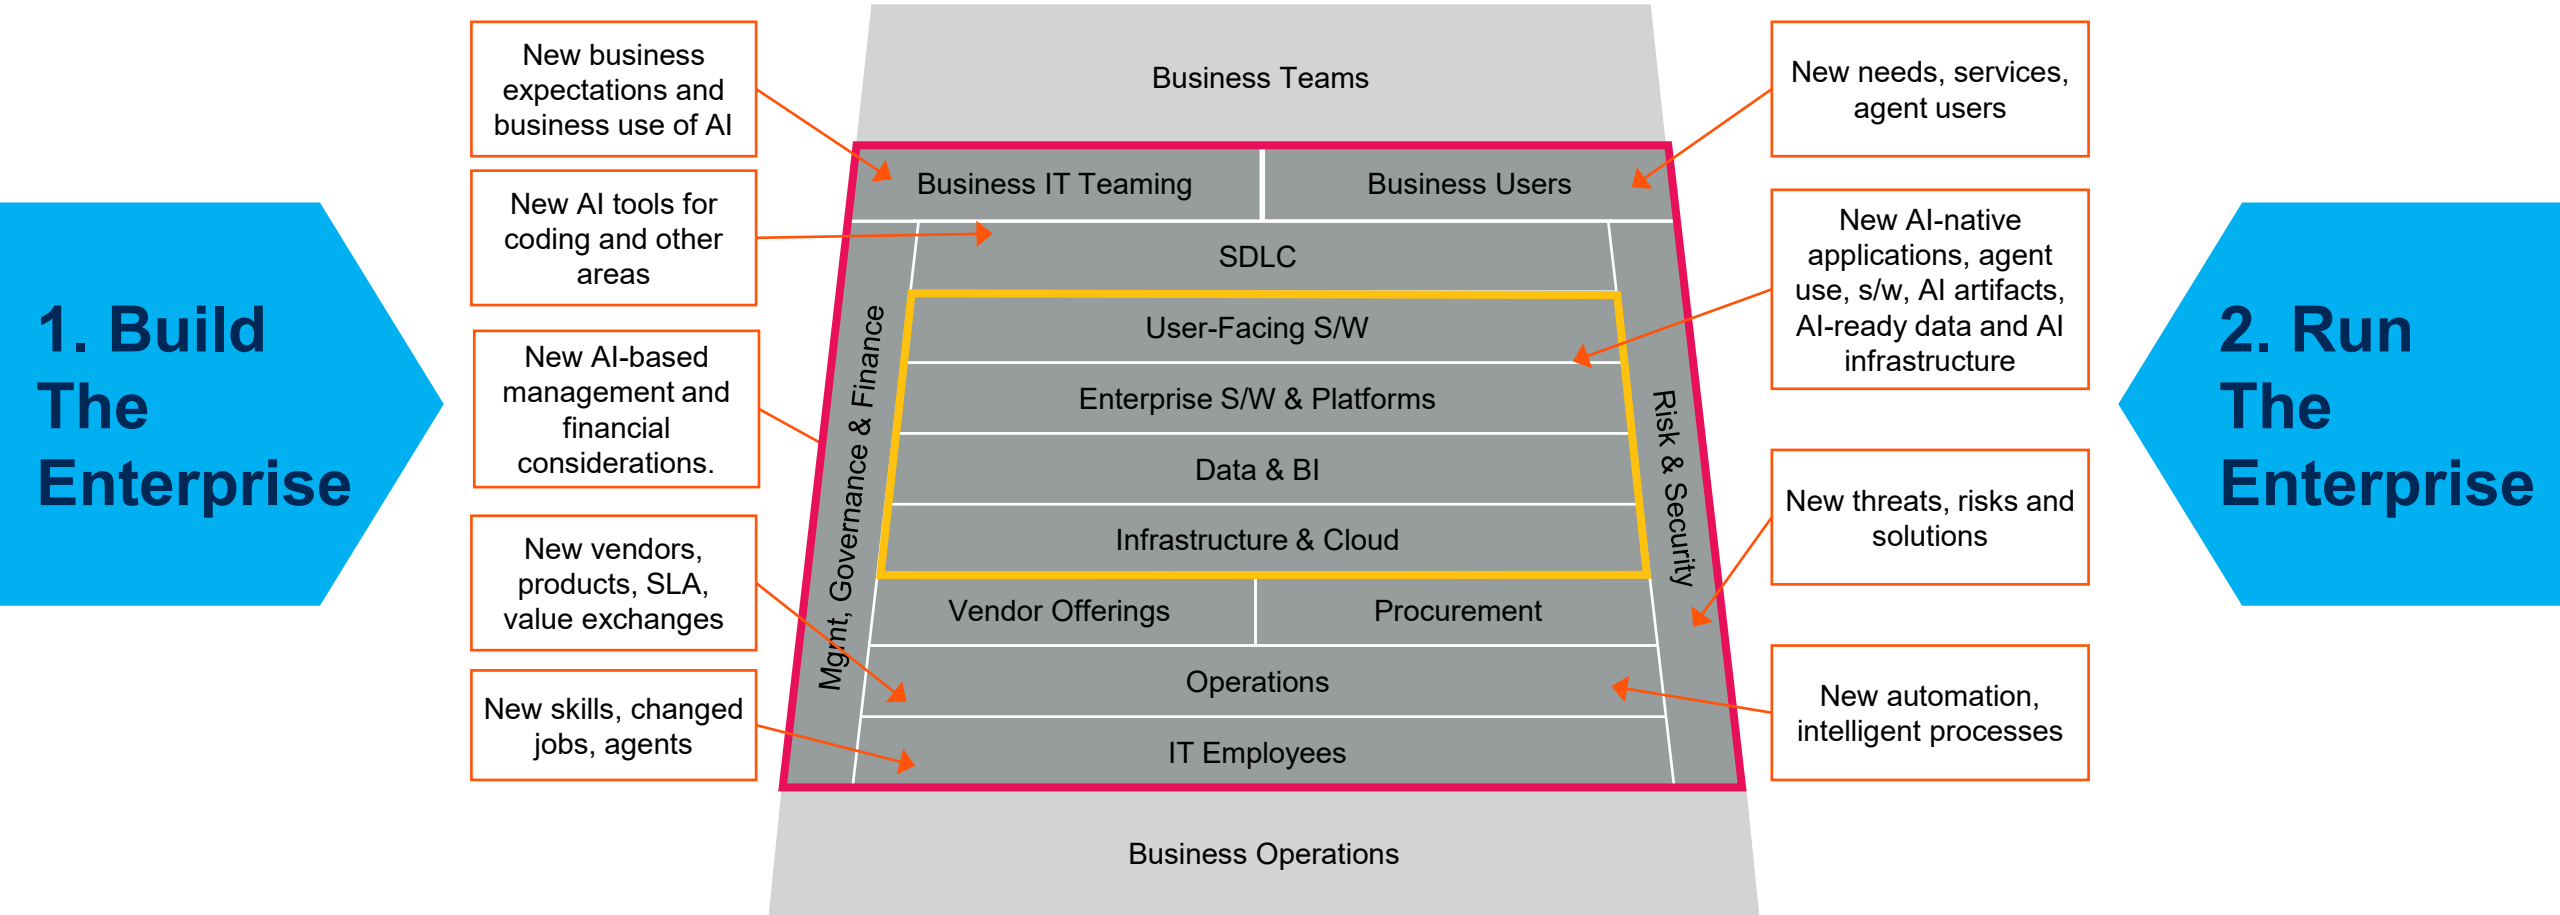 1. Build
The
Enterprise
New business
expectations and
business use of AI
New AI tools for
coding and other
areas
New AI-based
management and
financial
considerations.
New vendors,
products, SLA,
value exchanges
New skills, changed
jobs, agents
Business Teams
Business IT Teaming
Business Users
Mgmt, Governance & Finance
SDLC
User-Facing S/W
Enterprise S/W & Platforms
Data & BI
Infrastructure & Cloud
Risk & Security
Vendor Offerings
Procurement
Operations
IT Employees
Business Operations
New needs, services,
agent users
New AI-native
applications, agent
use, s/w, AI artifacts,
AI-ready data and AI
infrastructure
New threats, risks and
solutions
New automation,
intelligent processes
2. Run
The
Enterprise